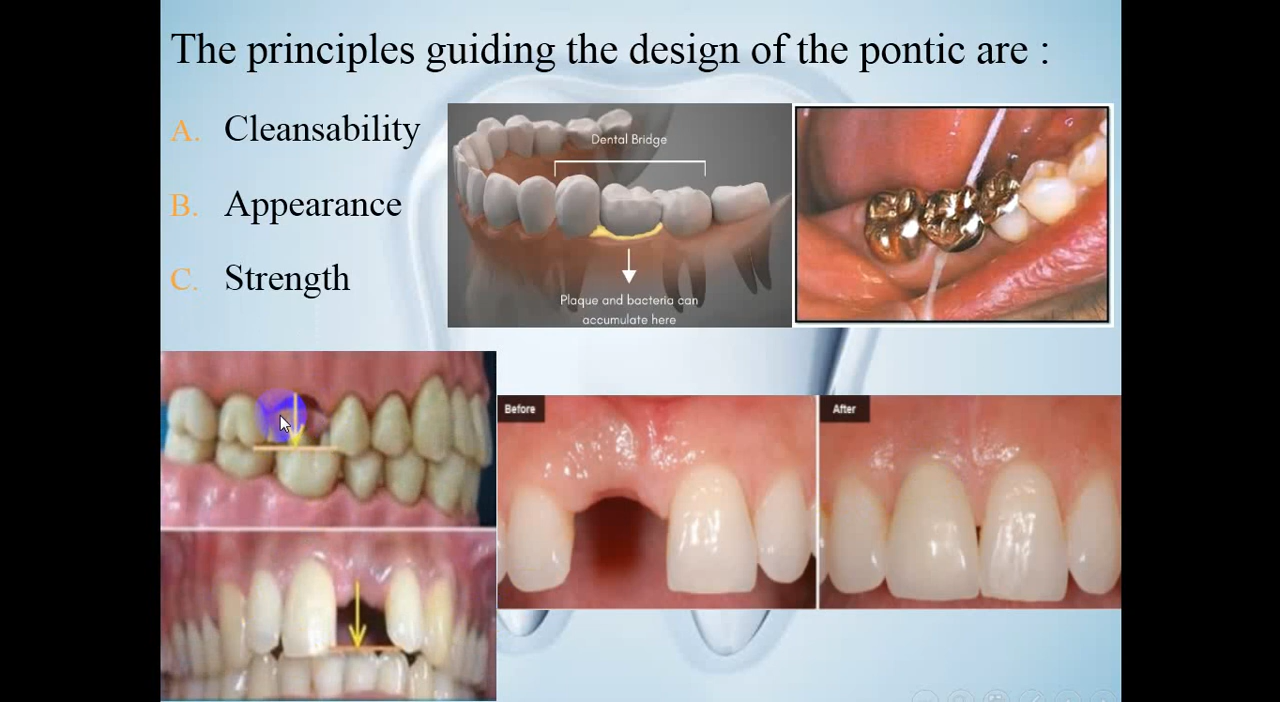 The principles guiding the design of the pontic are :
A. Cleansability
B. Appearance
C. Strength
Dental Bridge
Plaque and bacteria can
accumulate here
Before
After